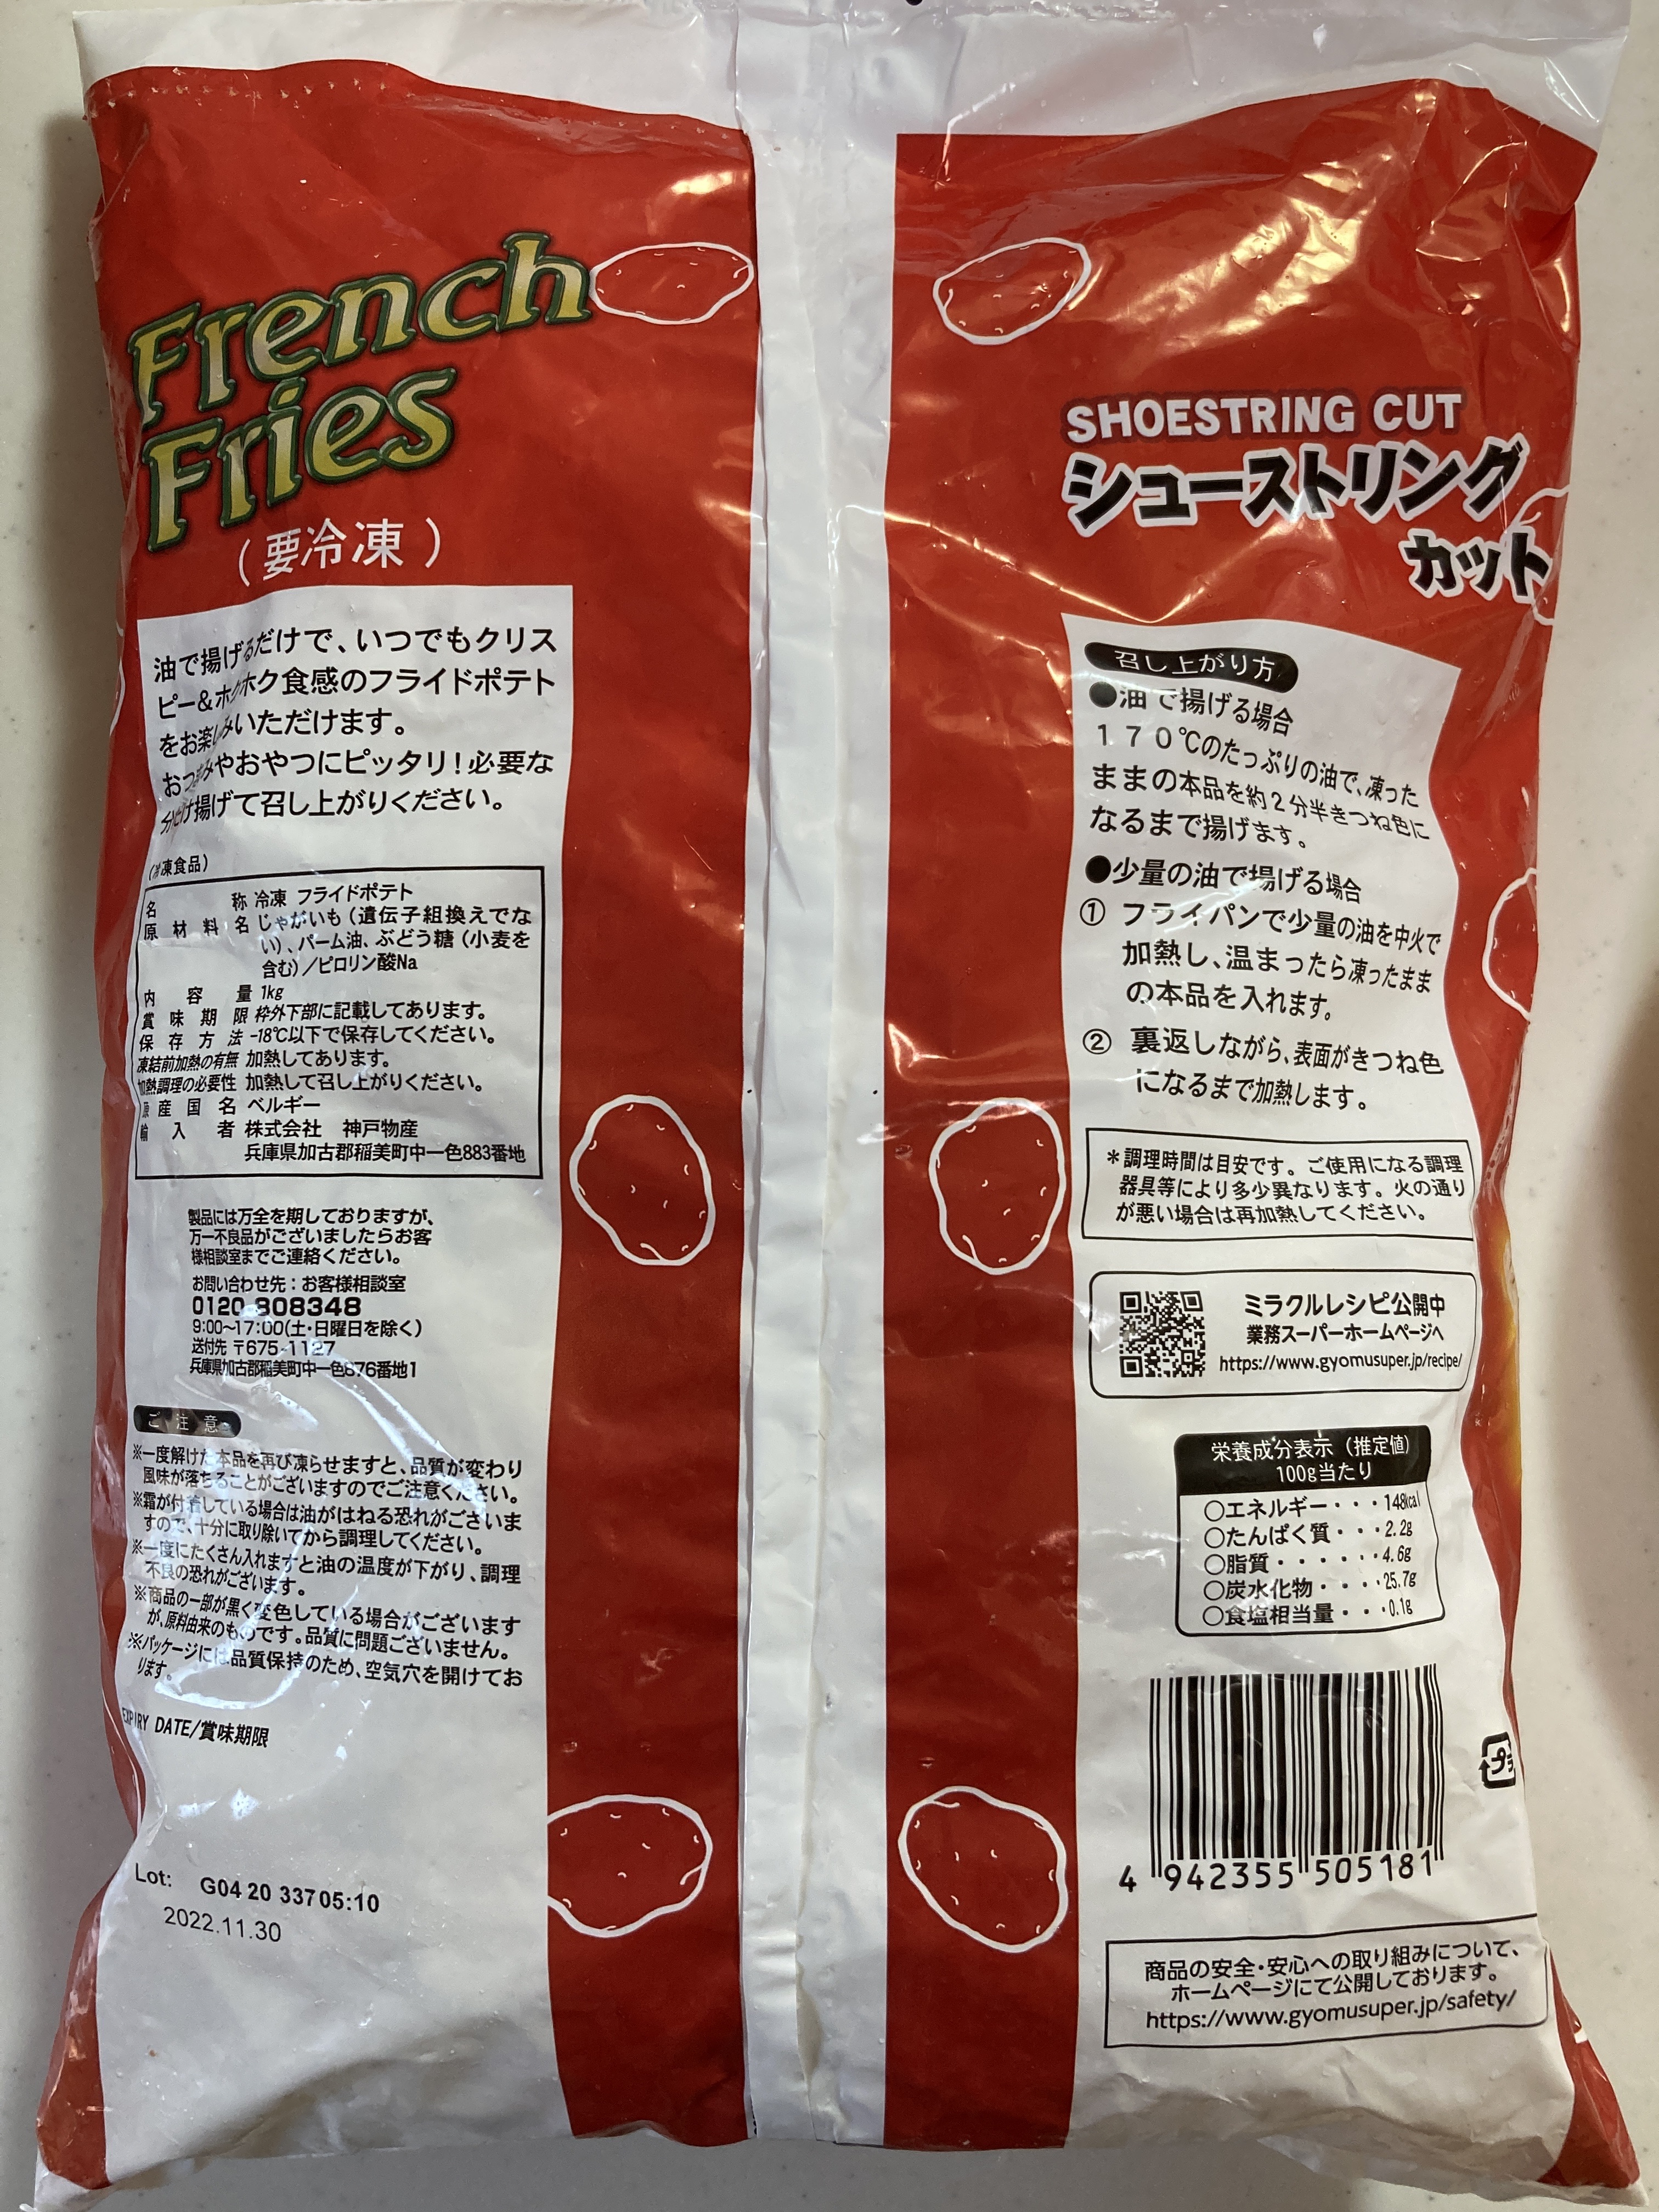 French
Fries
(要冷凍)
油で揚げるだけで、いつでもクリス
ピー&ホクホク食感のフライドポテト
をお楽しみいただけます。
おつまみやおやつにピッタリ!必要な
分だけ揚げて召し上がりください。
(冷凍食品)
名称 冷凍 フライドポテト
原材料名 じゃがいも(遺伝子組換えでな
い)、パーム油、ぶどう糖(小麦を
含む)/ピロリン酸Na
内容量 1kg
賞味期限 枠外下部に記載してあります。
保存方法 -18℃以下で保存してください。
凍結前加熱の有無 加熱してあります。
加熱調理の必要性 加熱して召し上がりください。
原産国名 ベルギー
輸入者 株式会社 神戸物産
兵庫県加古郡稲美町中一色883番地
製品には万全を期しておりますが、
万一不良品がございましたらお客
様相談室までご連絡ください。
お問い合わせ先:お客様相談室
0120-808348
9:00~17:00(土・日曜日を除く)
送付先 〒675-1127
兵庫県加古郡稲美町中一色876番地1
ご注意
※一度解けた本品を再び凍らせますと、品質が変わり
風味が落ちることがございますのでご注意ください。
※霜が付着している場合は油がはねる恐れがございま
すので、十分に取り除いてから調理してください。
※一度にたくさん入れますと油の温度が下がり、調理
不良の恐れがございます。
※商品の一部が黒く変色している場合がございます
が、原料由来のものです。品質に問題ございません。
※パッケージには品質保持のため、空気穴を開けてお
ります。
EXPIRY DATE/賞味期限
Lot: G04 20 337 05:10
2022.11.30
SHOESTRING CUT
シューストリング
カット
召し上がり方
●油で揚げる場合
170℃のたっぷりの油で、凍った
ままの本品を約2分半きつね色に
なるまで揚げます。
●少量の油で揚げる場合
① フライパンで少量の油を中火で
加熱し、温まったら凍ったまま
の本品を入れます。
② 裏返しながら、表面がきつね色
になるまで加熱します。
*調理時間は目安です。ご使用になる調理
器具等により多少異なります。火の通り
が悪い場合は再加熱してください。
ミラクルレシピ公開中
業務スーパーホームページへ
https://www.gyomusuper.jp/recipe/
栄養成分表示(推定値)
100g当たり
○エネルギー・・・148kcal
○たんぱく質・・・2.2g
○脂質・・・・・・4.6g
○炭水化物・・・・25.7g
○食塩相当量・・・0.1g
プラ
4 942355 505181
商品の安全・安心への取り組みについて、
ホームページにて公開しております。
https://www.gyomusuper.jp/safety/